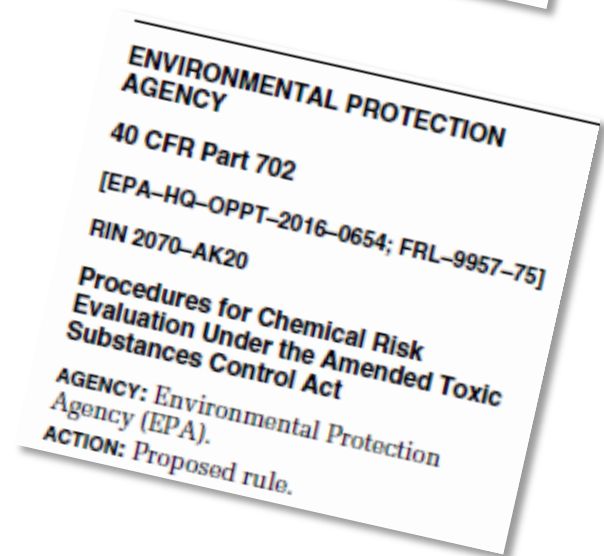 ENVIRONMENTAL PROTECTION
AGENCY
40 CFR Part 702
[EPA–HQ–OPPT–2016–0654; FRL–9957–75]
RIN 2070–AK20
Procedures for Chemical Risk
Evaluation Under the Amended Toxic
Substances Control Act
AGENCY: Environmental Protection
Agency (EPA).
ACTION: Proposed rule.